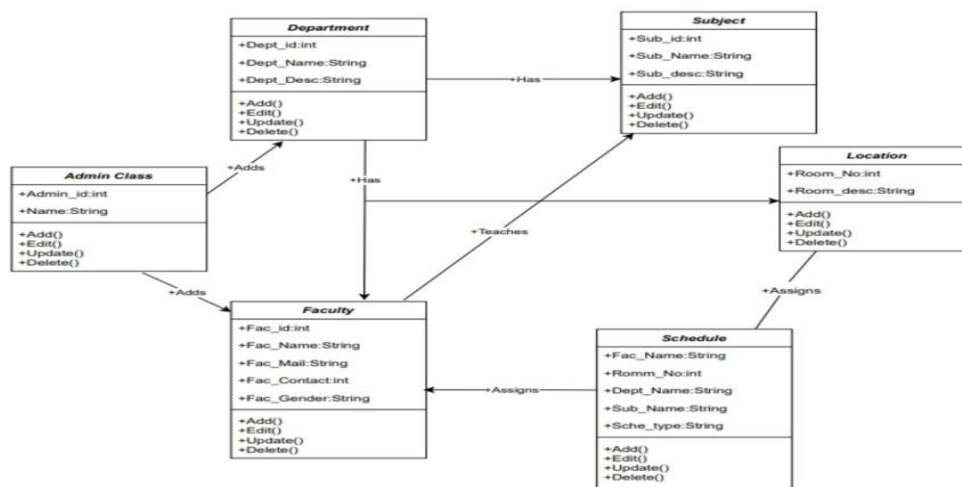 Department
+Dept_id:int
+Dept_Name:String
+Dept_Desc:String
+Add()
+Edit()
+Update()
+Delete()
+Has
Subject
+Sub_id:int
+Sub_Name:String
+Sub_desc:String
+Add()
+Edit()
+Update()
+Delete()
+Adds
+Has
Admin Class
+Admin_id:int
+Name:String
+Add()
+Edit()
+Update()
+Delete()
Location
+Room_No:int
+Room_desc:String
+Add()
+Edit()
+Update()
+Delete()
+Teaches
+Adds
+Assigns
Faculty
+Fac_id:int
+Fac_Name:String
+Fac_Mail:String
+Fac_Contact:int
+Fac_Gender:String
+Add()
+Edit()
+Update()
+Delete()
+Assigns
Schedule
+Fac_Name:String
+Romm_No:int
+Dept_Name:String
+Sub_Name:String
+Sche_type:String
+Add()
+Edit()
+Update()
+Delete()